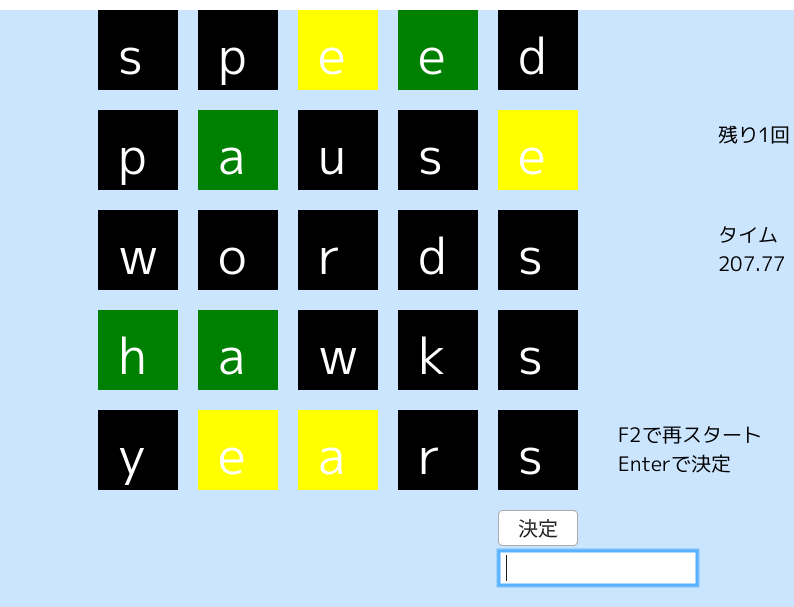 s p e e d
p a u s e
残り1回
w o r d s
タイム
207.77
h a w k s
y e a r s
F2で再スタート
Enterで決定
決定